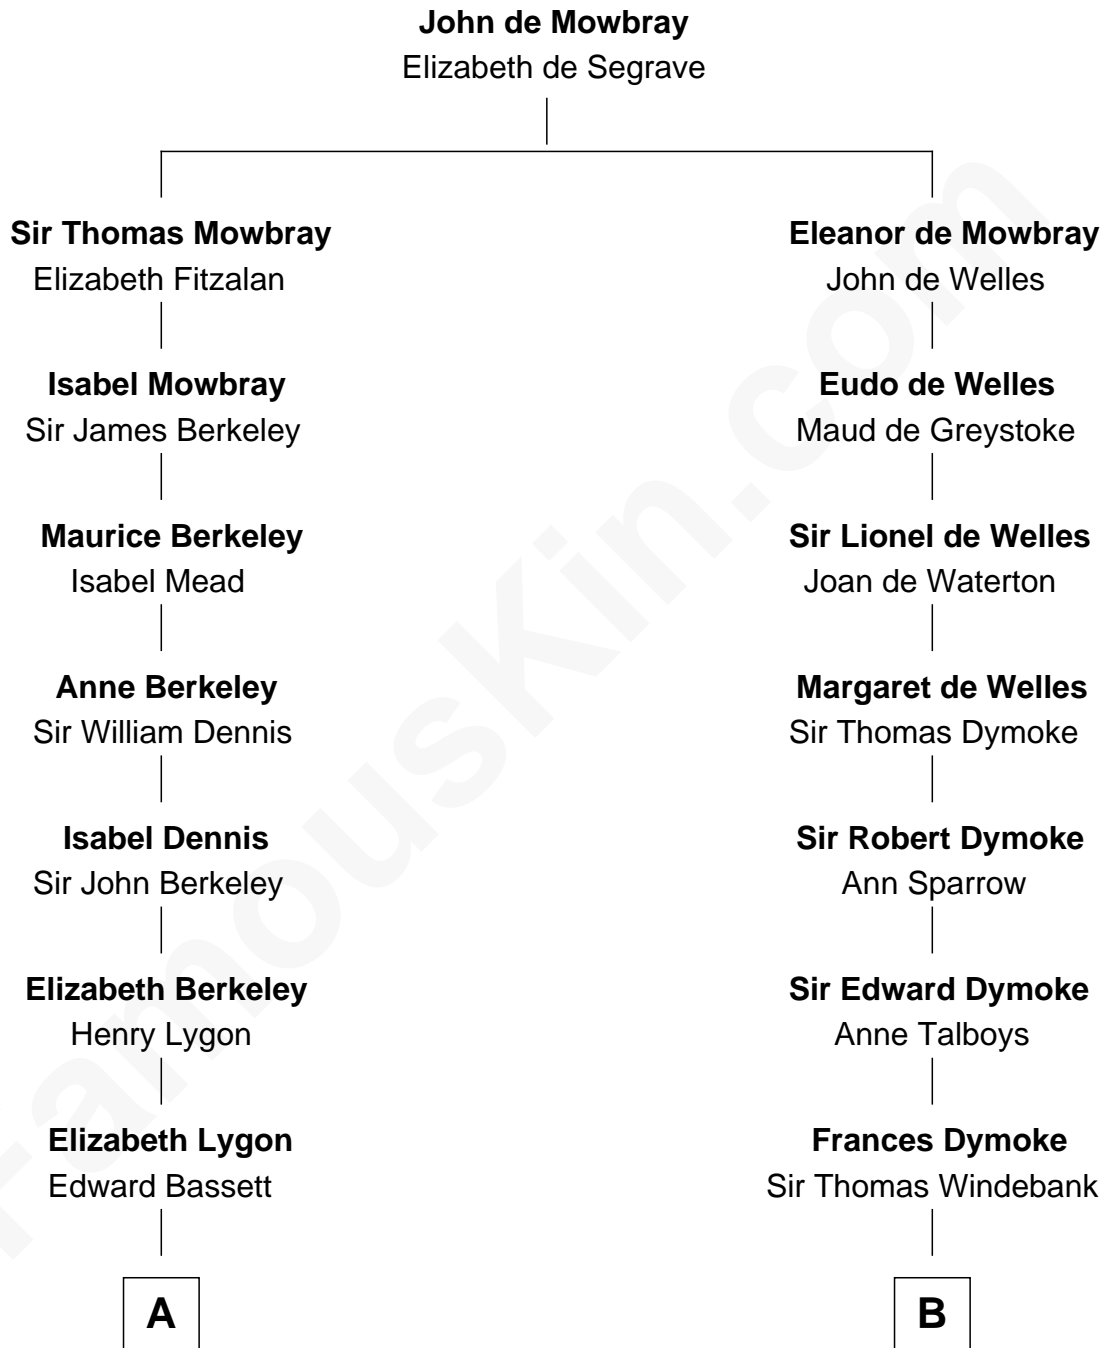 John de Mowbray
Elizabeth de Segrave
Sir Thomas Mowbray
Elizabeth Fitzalan
Eleanor de Mowbray
John de Welles
Isabel Mowbray
Sir James Berkeley
Eudo de Welles
Maud de Greystoke
Maurice Berkeley
Isabel Mead
Sir Lionel de Welles
Joan de Waterton
Anne Berkeley
Sir William Dennis
Margaret de Welles
Sir Thomas Dymoke
Isabel Dennis
Sir John Berkeley
Sir Robert Dymoke
Ann Sparrow
Elizabeth Berkeley
Henry Lygon
Sir Edward Dymoke
Anne Talboys
Elizabeth Lygon
Edward Bassett
Frances Dymoke
Sir Thomas Windebank
A
B
FamousKin.com